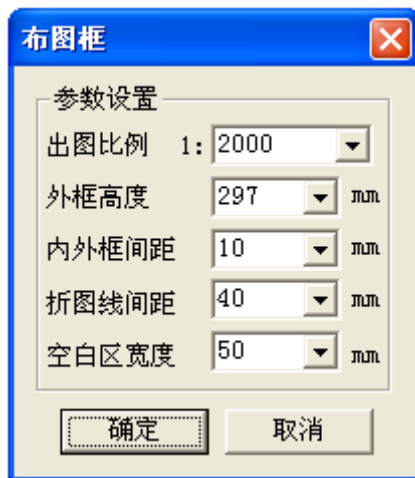 布图框
参数设置
出图比例 1: 2000
外框高度 297 mm
内外框间距 10 mm
折图线间距 40 mm
空白区宽度 50 mm
确定 取消